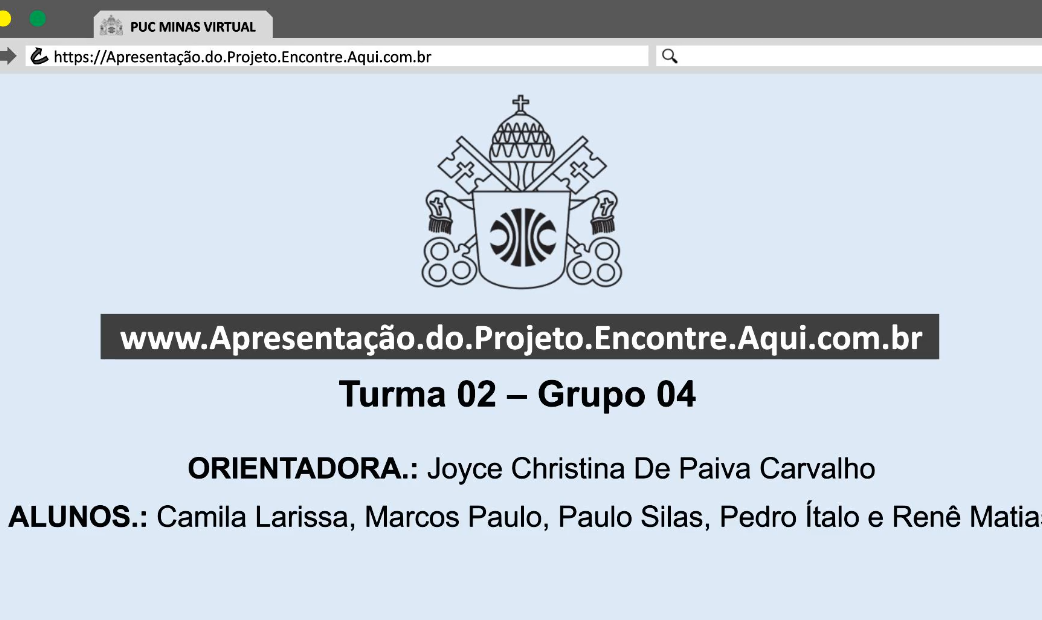 PUC MINAS VIRTUAL
https://Apresentação.do.Projeto.Encontre.Aqui.com.br
www.Apresentação.do.Projeto.Encontre.Aqui.com.br
Turma 02 – Grupo 04
ORIENTADORA.: Joyce Christina De Paiva Carvalho
ALUNOS.: Camila Larissa, Marcos Paulo, Paulo Silas, Pedro Ítalo e Renê Matias